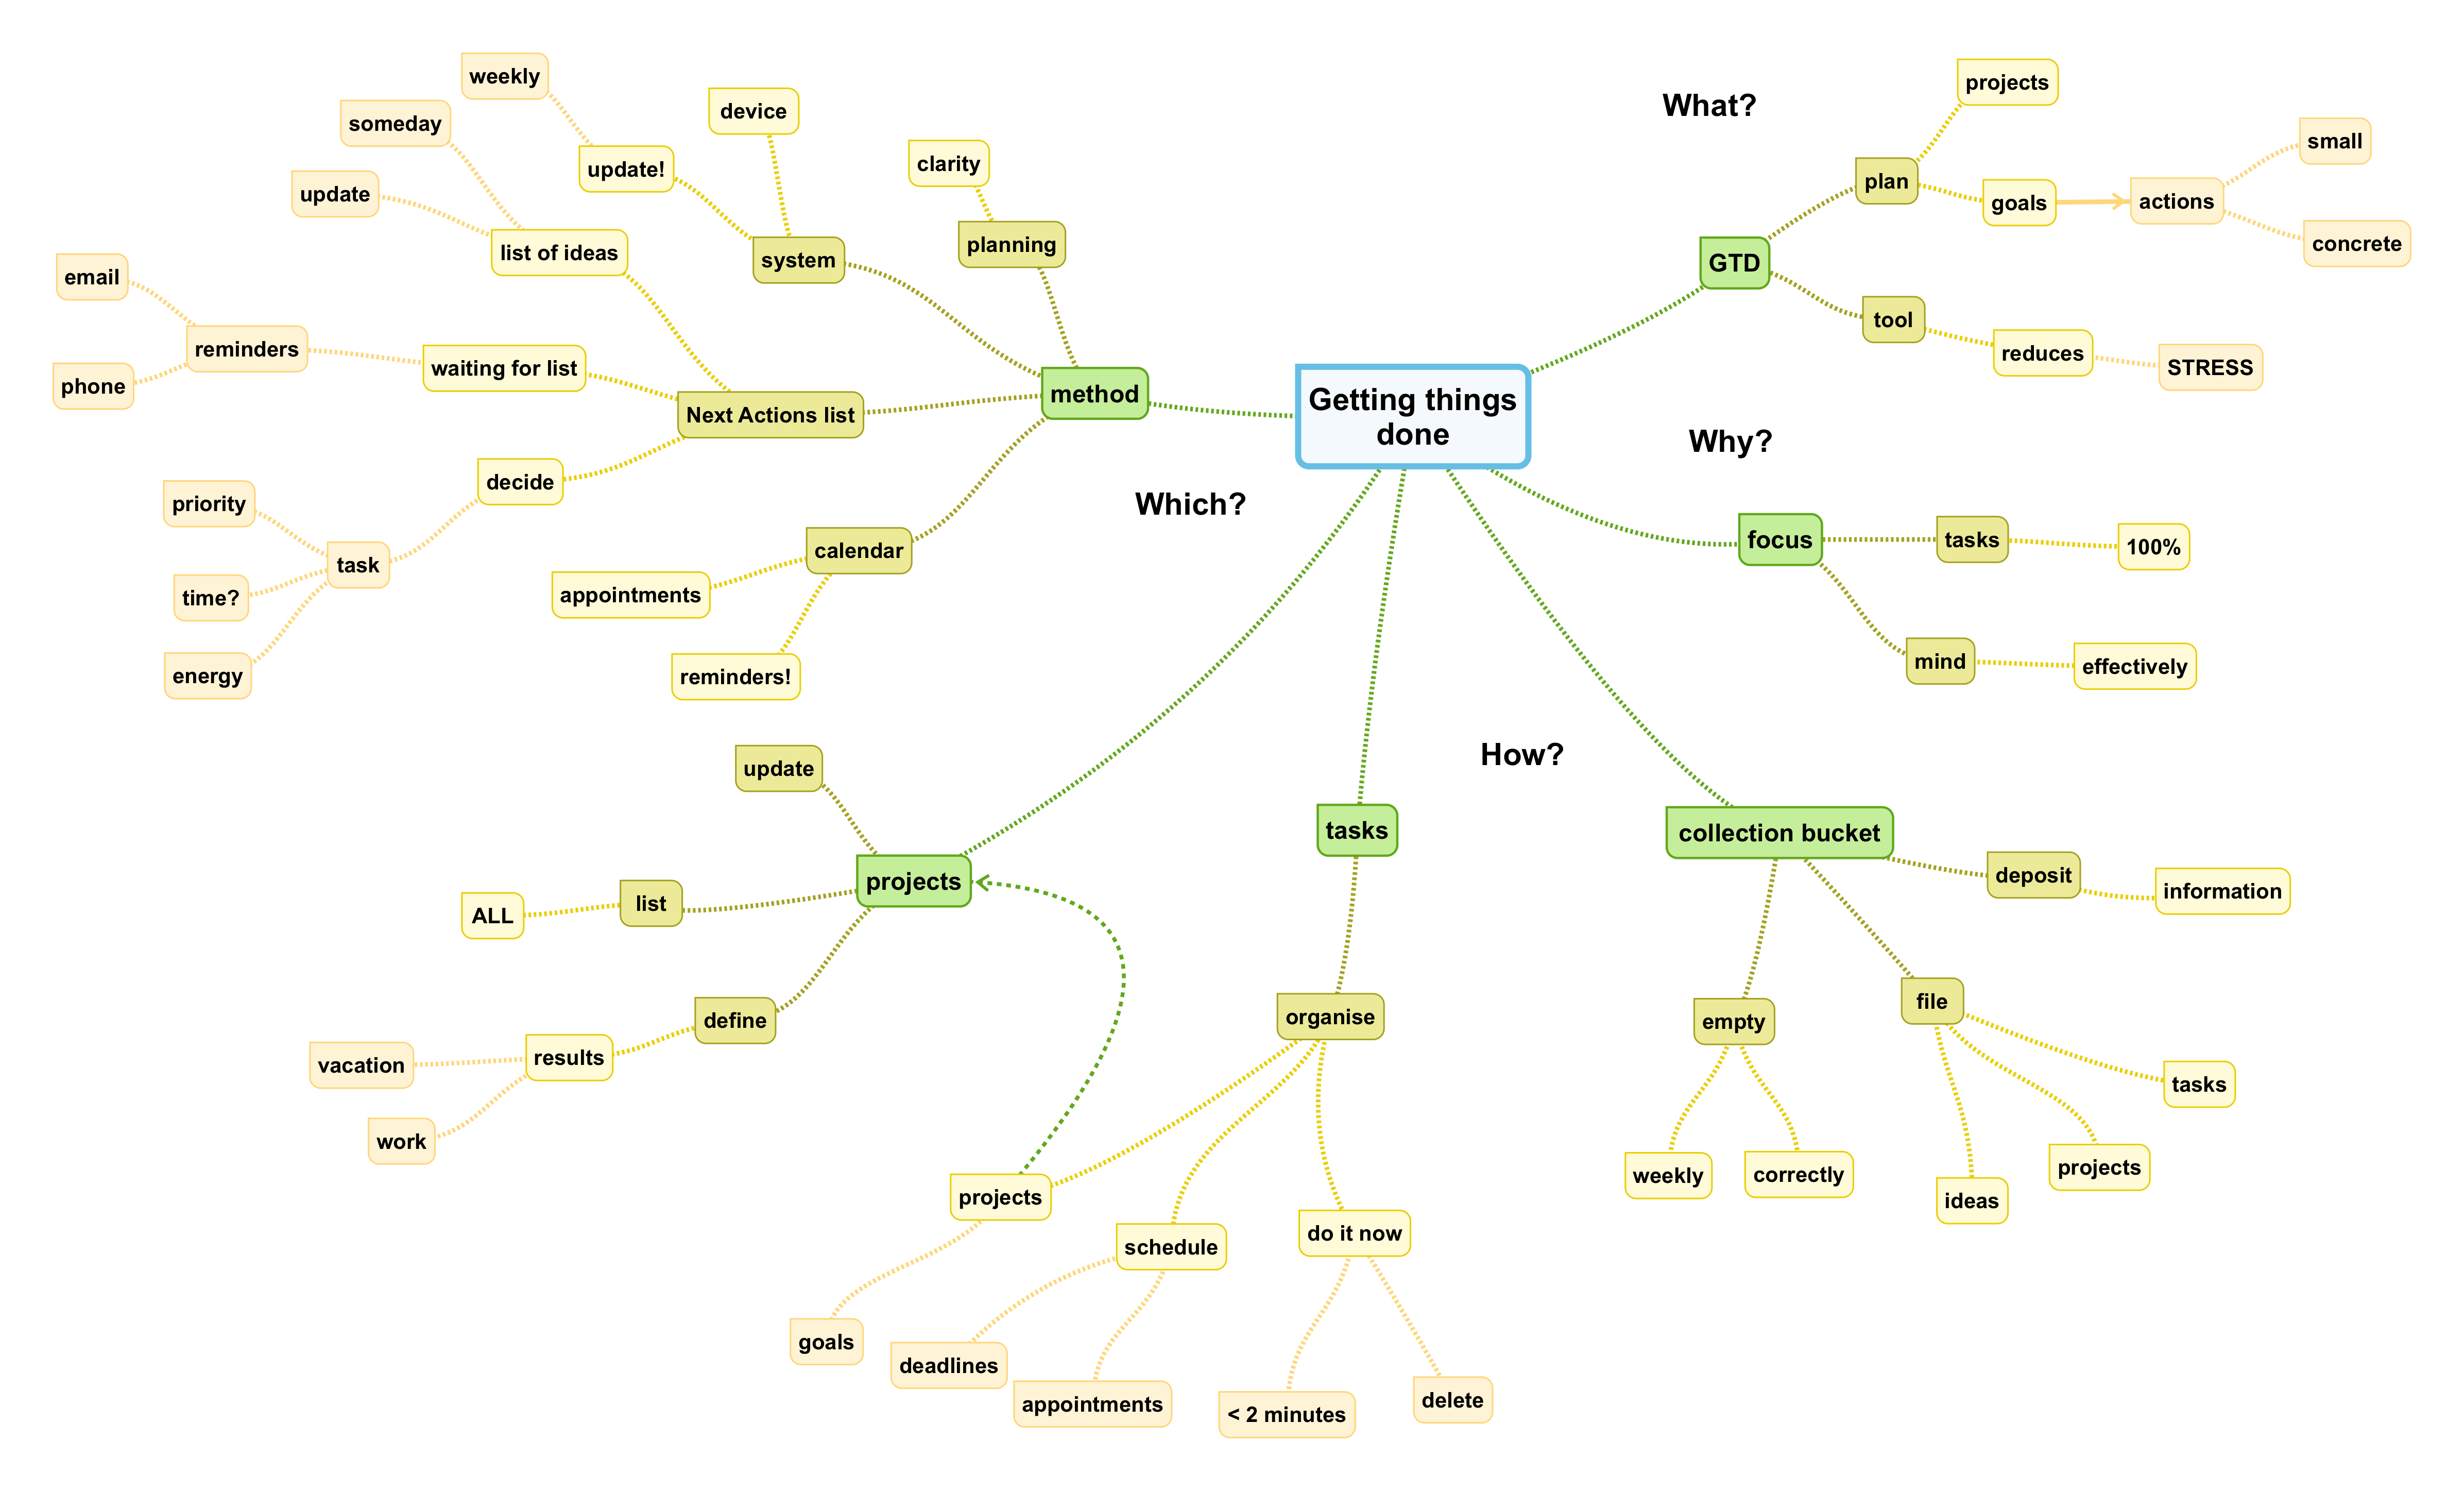 Getting things
done
What?
GTD
plan
projects
goals
actions
small
concrete
tool
reduces
STRESS
Why?
focus
tasks
100%
mind
effectively
How?
collection bucket
deposit
information
file
tasks
projects
ideas
empty
correctly
weekly
tasks
organise
do it now
delete
< 2 minutes
schedule
appointments
deadlines
projects
goals
projects
define
results
work
vacation
list
ALL
update
Which?
method
calendar
reminders!
appointments
Next Actions list
decide
task
energy
time?
priority
waiting for list
reminders
phone
email
list of ideas
update
someday
system
update!
weekly
device
planning
clarity